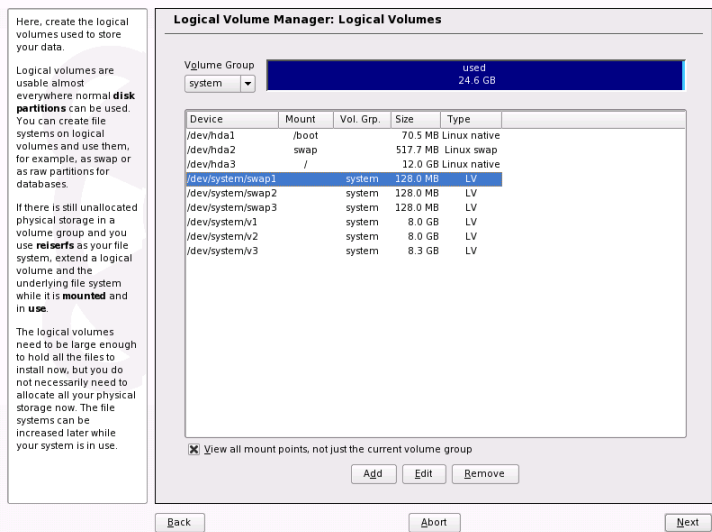 Here, create the logical
volumes used to store
your data.
Logical volumes are
usable almost
everywhere normal disk
partitions can be used.
You can create file
systems on logical
volumes and use them,
for example, as swap or
as raw partitions for
databases.
If there is still unallocated
physical storage in a
volume group and you
use reiserfs as your file
system, extend a logical
volume and the
underlying file system
while it is mounted and
in use.
The logical volumes
need to be large enough
to hold all the files to
install now, but you do
not necessarily need to
allocate all your physical
storage now. The file
systems can be
increased later while
your system is in use.
Logical Volume Manager: Logical Volumes
Volume Group
system
used
24.6 GB
Device Mount Vol. Grp. Size Type
/dev/hda1 /boot 70.5 MB Linux native
/dev/hda2 swap 517.7 MB Linux swap
/dev/hda3 / 12.0 GB Linux native
/dev/system/swap1 system 128.0 MB LV
/dev/system/swap2 system 128.0 MB LV
/dev/system/swap3 system 128.0 MB LV
/dev/system/v1 system 8.0 GB LV
/dev/system/v2 system 8.0 GB LV
/dev/system/v3 system 8.3 GB LV
View all mount points, not just the current volume group
Add Edit Remove
Back Abort Next